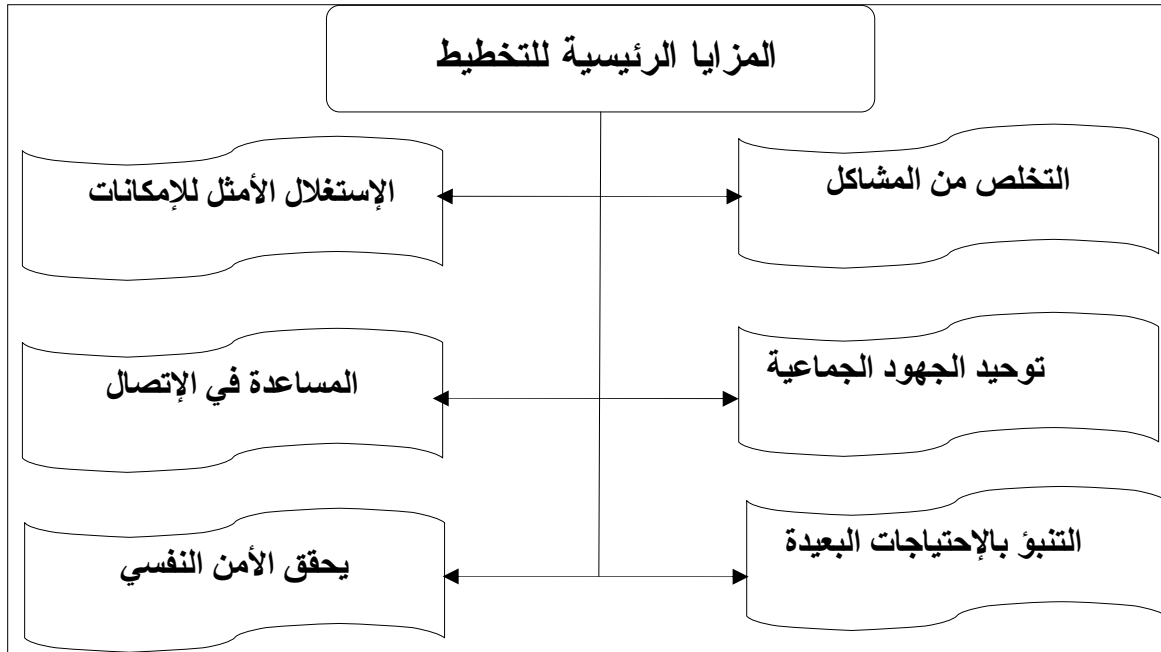 المزايا الرئيسية للتخطيط
التخلص من المشاكل
الإستغلال الأمثل للإمكانات
توحيد الجهود الجماعية
المساعدة في الإتصال
التنبؤ بالإحتياجات البعيدة
يحقق الأمن النفسي